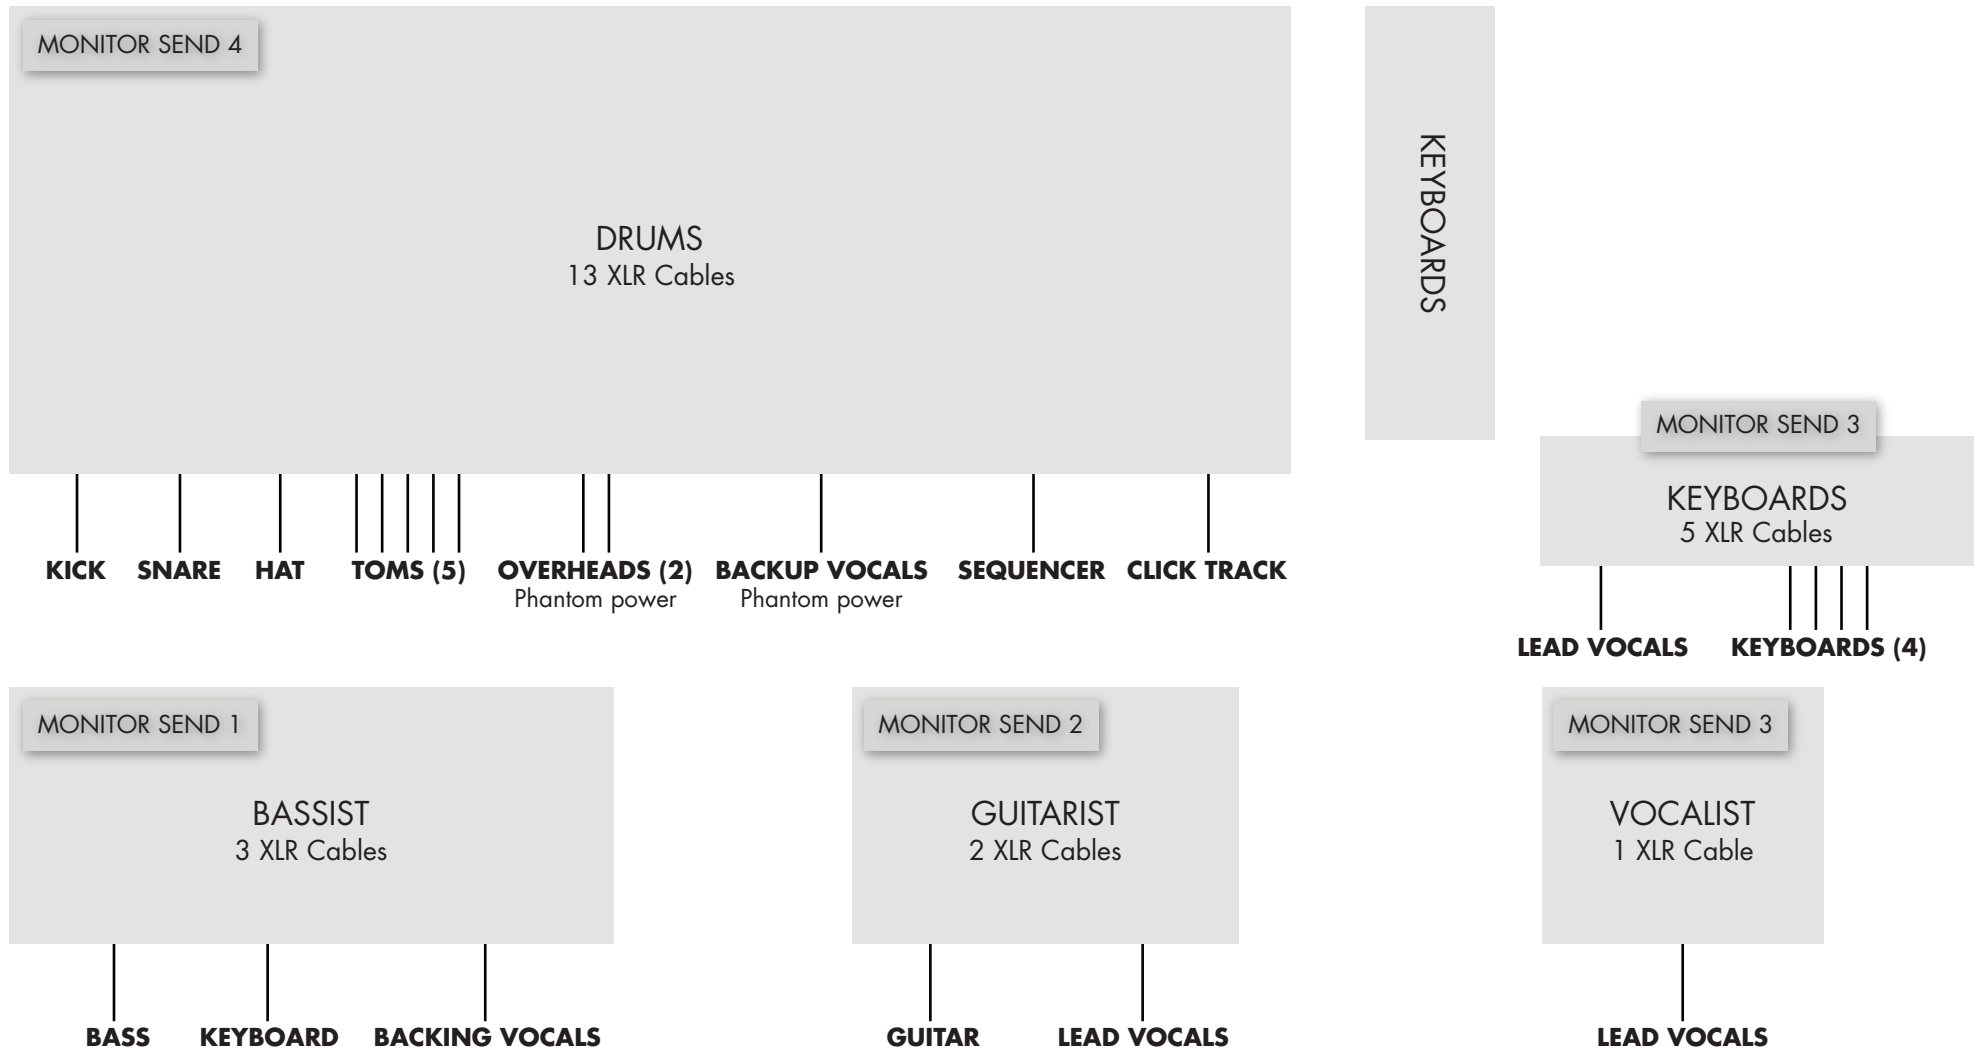 MONITOR SEND 4
DRUMS
13 XLR Cables
KICK
SNARE
HAT
TOMS (5)
OVERHEADS (2)
Phantom power
BACKUP VOCALS
Phantom power
SEQUENCER
CLICK TRACK
KEYBOARDS
MONITOR SEND 3
KEYBOARDS
5 XLR Cables
LEAD VOCALS
KEYBOARDS (4)
MONITOR SEND 1
BASSIST
3 XLR Cables
BASS
KEYBOARD
BACKING VOCALS
MONITOR SEND 2
GUITARIST
2 XLR Cables
GUITAR
LEAD VOCALS
MONITOR SEND 3
VOCALIST
1 XLR Cable
LEAD VOCALS